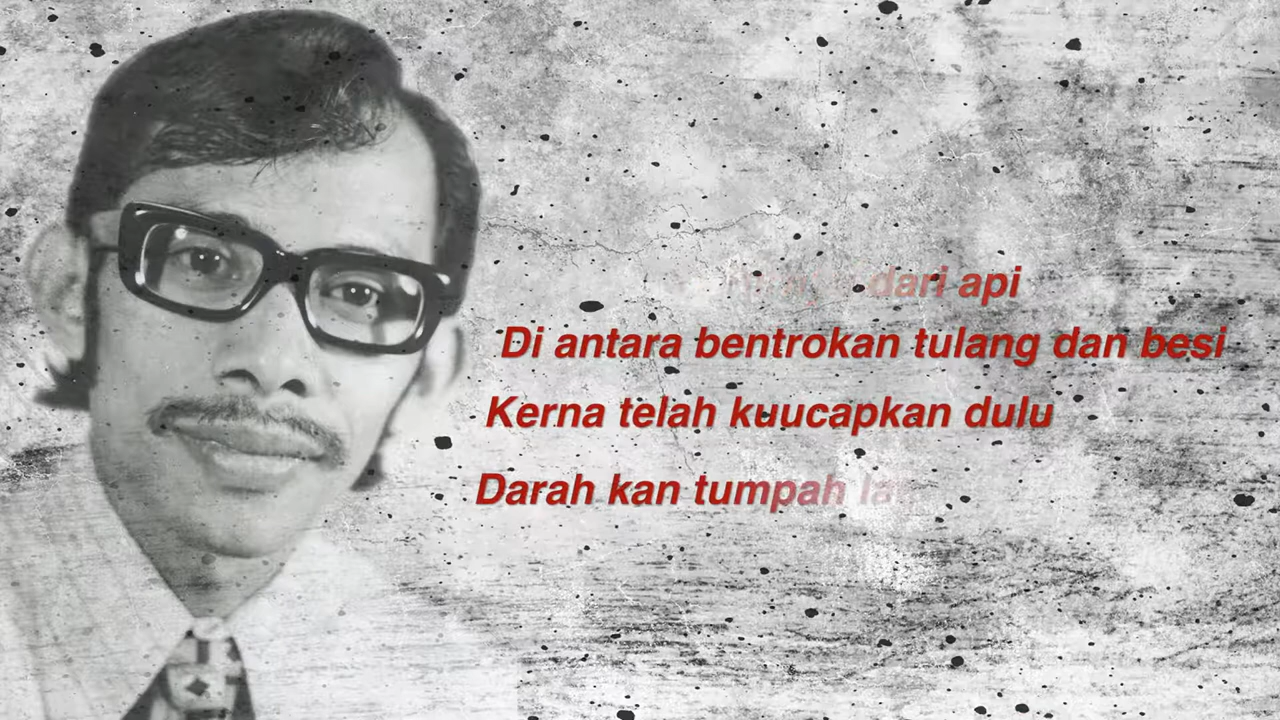 dari api
Di antara bentrokan tulang dan besi
Kerna telah kuucapkan dulu
Darah kan tumpah